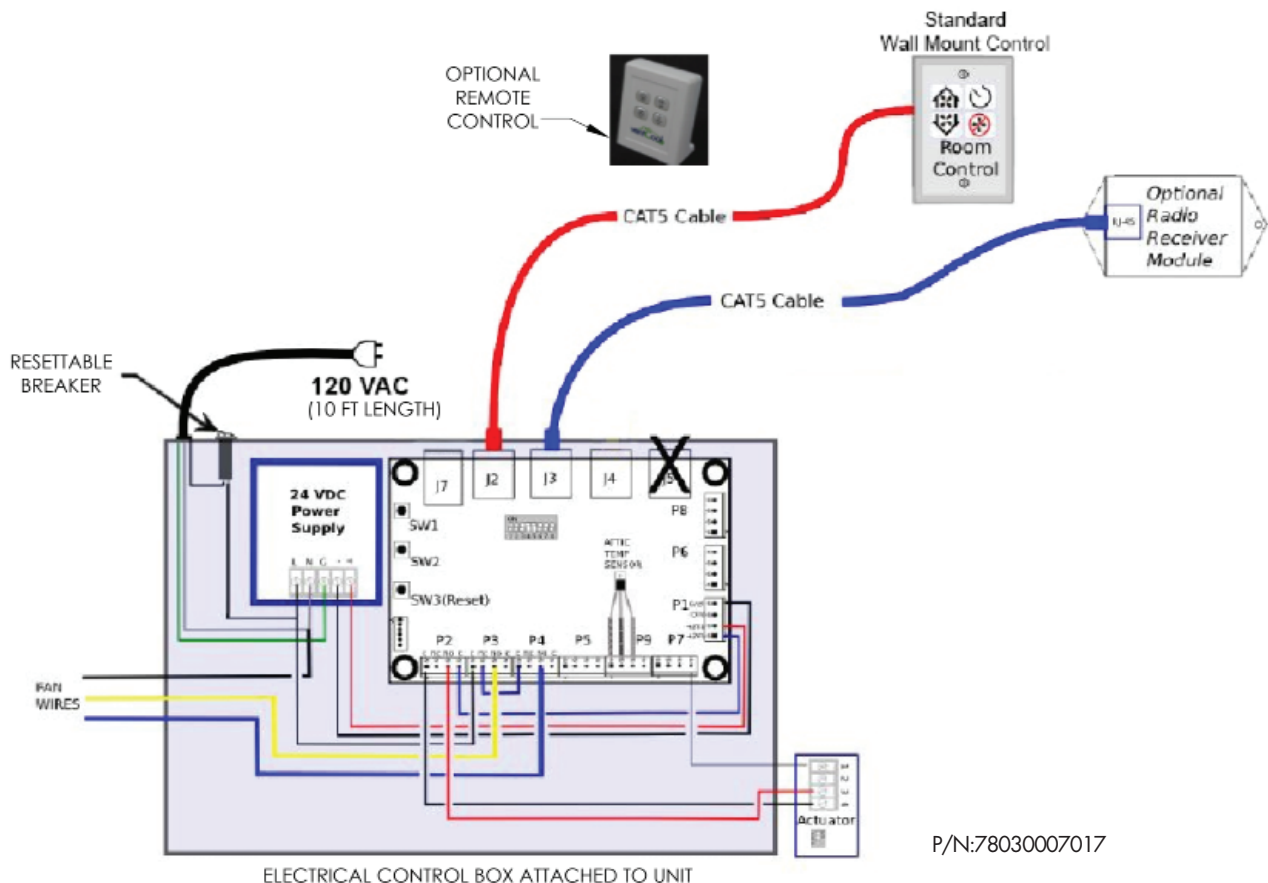 Standard
Wall Mount Control
OPTIONAL
REMOTE
CONTROL
Room
Control
CAT5 Cable
RJ-45
Optional
Radio
Receiver
Module
CAT5 Cable
RESETTABLE
BREAKER
120 VAC
(10 FT LENGTH)
J7
J2
J3
J4
J5
24 VDC
Power
Supply
L N G - +
SW1
SW2
SW3(Reset)
ATTIC
TEMP
SENSOR
P8
P6
P1
P2
P3
P4
P5
P9
P7
FAN
WIRES
Actuator
P/N:78030007017
ELECTRICAL CONTROL BOX ATTACHED TO UNIT